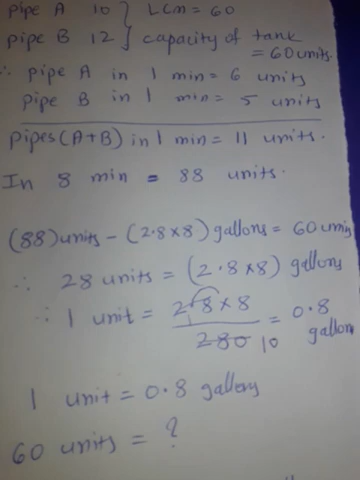 pipe A 10 } LCM = 60
pipe B 12 } capacity of tank
= 60 units.
∴ pipe A in 1 min = 6 units
pipe B in 1 min = 5 units
pipes (A+B) in 1 min = 11 units.
In 8 min = 88 units.
(88) units - (2.8×8) gallons = 60 units
∴ 28 units = (2.8×8) gallons
∴ 1 unit = 2.8×8 / 280 10 = 0.8 gallon
1 unit = 0.8 gallons
60 units = ?